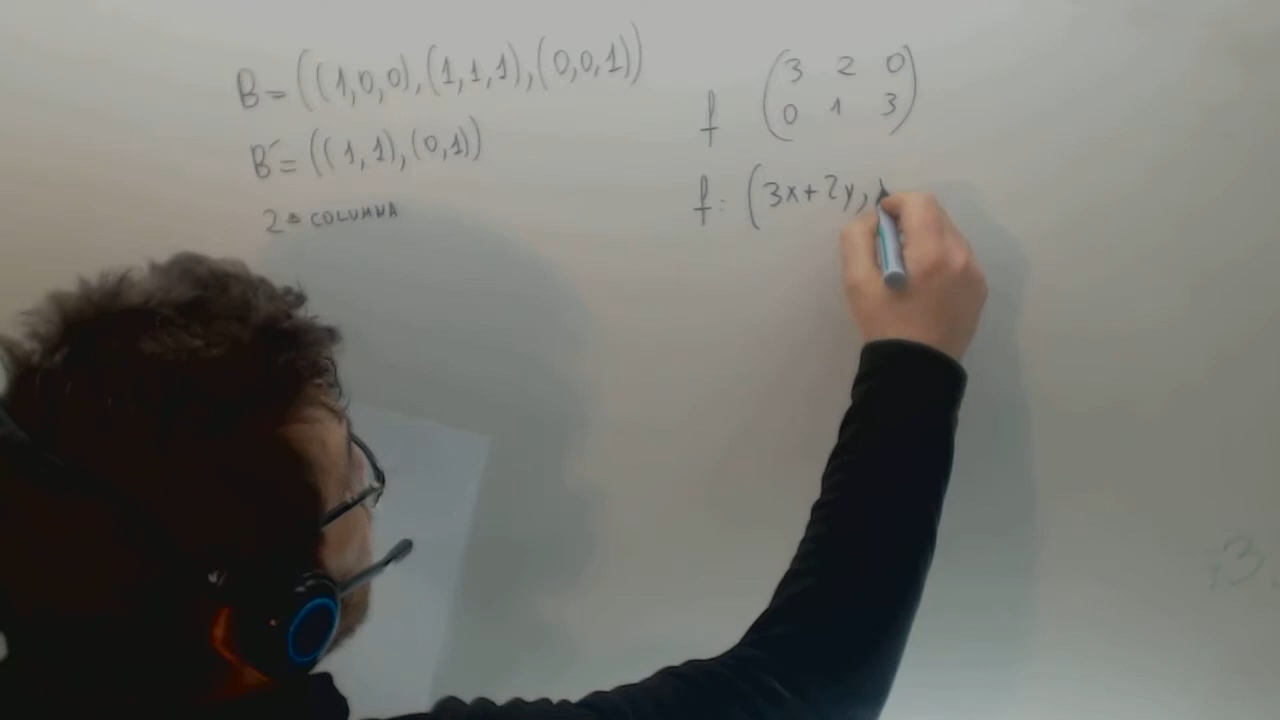 B = ((1,0,0),(1,1,1),(0,0,1))
B´= ((1,1),(0,1))
2ª COLUMNA
f (3 2 0
0 1 3)
f: (3x+2y,
3